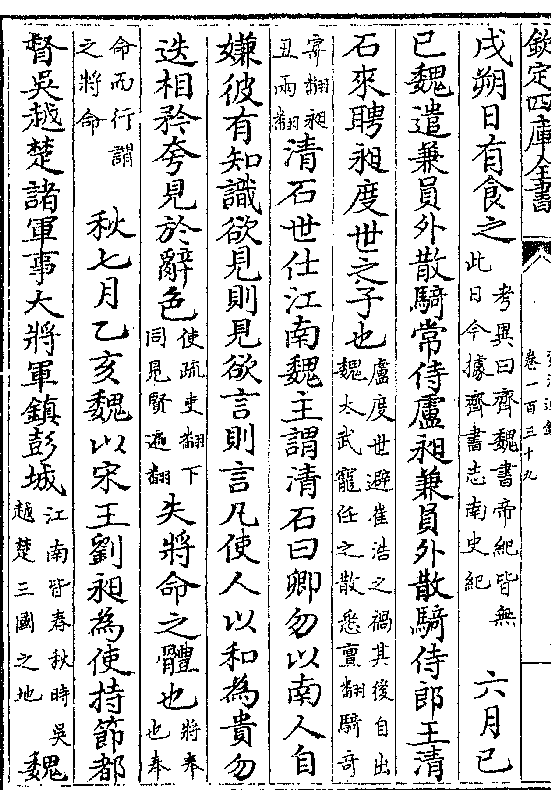 欽定四庫全書
卷一百三十九
戌朔日有食之考異曰齊魏書帝紀皆無此日今據齊書志南史紀六月己
已魏遣兼員外散騎常侍盧昶兼員外散騎侍郎王清
石來聘昶度世之子也盧度世避崔浩之禍其後自出魏太武寵任之散悉亶翻騎奇
寄翻昶丑兩翻清石世仕江南魏主謂清石曰卿勿以南人自
嫌彼有知識欲見則見欲言則言凡使人以和為貴勿
迭相矜夸見於辭色使疏吏翻下同見賢遍翻失將命之體也將奉也奉
命而行謂之將命秋七月乙亥魏以宋王劉昶為使持節都
督吳越楚諸軍事大將軍鎮彭城江南皆春秋時吳越楚三國之地魏